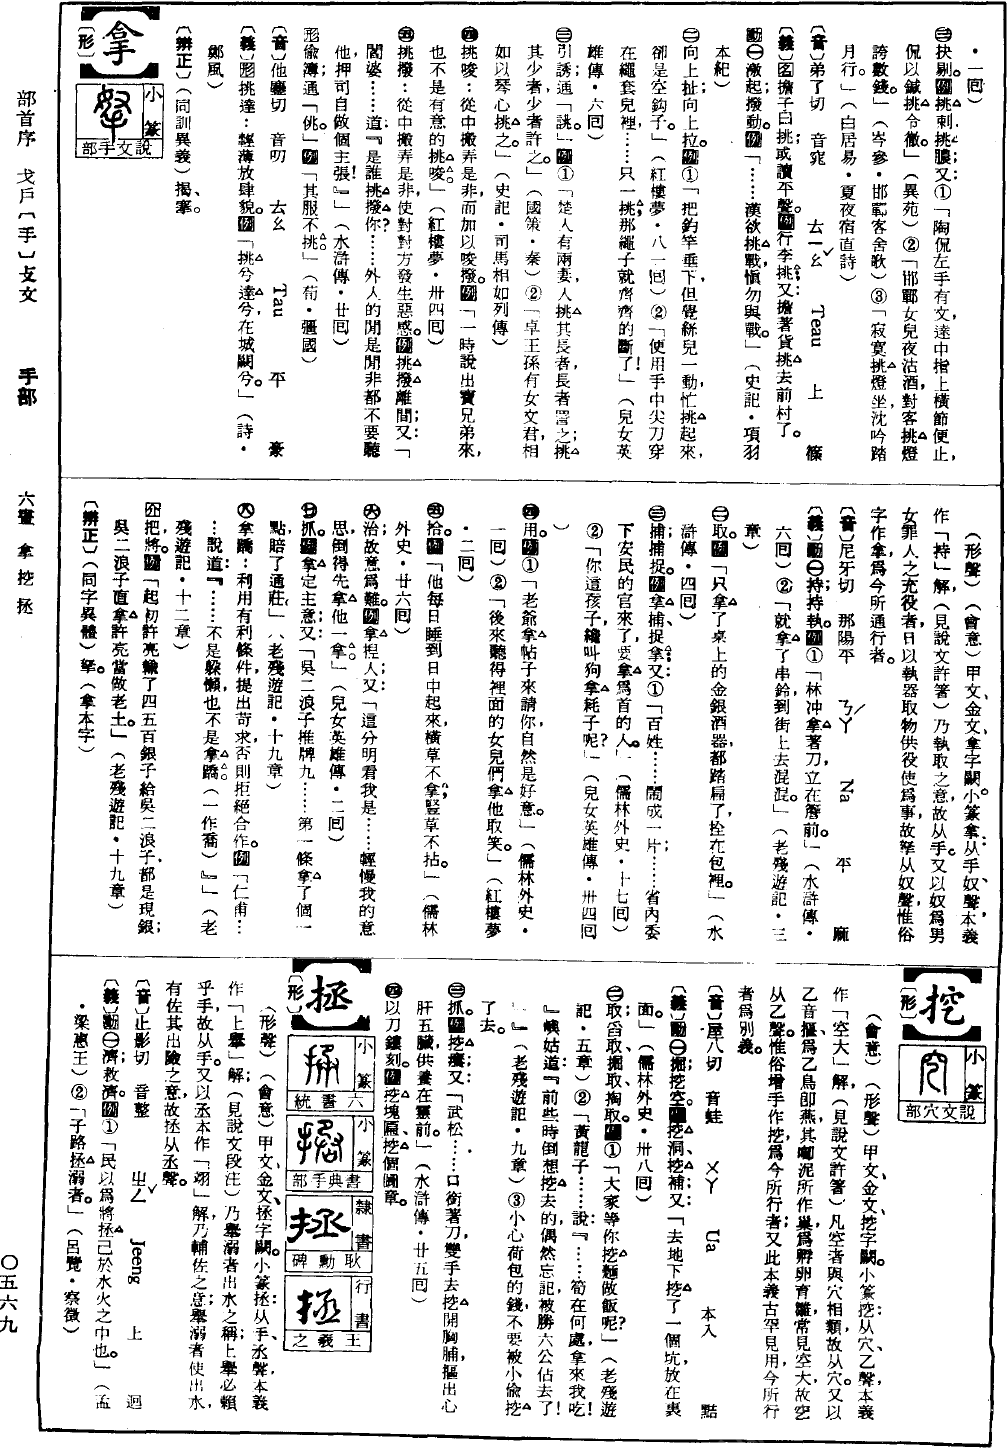 ・一一回）
㊂抉剔。例挑剌，挑膿；又①「陶侃左手有文，達中指上橫節便止，
侃以鍼挑令徹。」（異苑）②「邯鄲女兒夜沽酒，對客挑燈
誇數錢。」（岑參・邯鄲客舍歌）③「寂寞挑燈坐，沈吟踏
月行。」（白居易・夏夜宿直詩）
〔音〕弟了切　音窕　ㄊㄧㄠˇ　Teau　上　篠
〔義〕名擔子曰挑；或讀平聲。例行李挑；又擔著貨挑去前村了。
動㊀激起，撥動。例「……漢欲挑戰，愼勿與戰。」（史記・項羽
本紀）
㊁向上扯，向上拉。例①「把釣竿垂下，但覺絲兒一動，忙挑起來，
卻是空鈎子。」（紅樓夢・八一回）②「便用手中尖刀穿
在繩套兒裡，……只一挑，那繩子就齊齊的斷了！」（兒女英
雄傳・六回）
㊂引誘；通「誂」。例①「楚人有兩妻，人挑其長者，長者詈之；挑
其少者，少者許之。」（國策・秦）②「卓王孫有女文君，相
如以琴心挑之。」（史記・司馬相如列傳）
㊃挑唆：從中搬弄是非而加以唆撥。例「一時說出寶兄弟來，
也不是有意的挑唆。」（紅樓夢・卅四回）
㊄挑撥：從中搬弄是非，使對方發生惡感。例挑撥離間；又「
閻婆……道：『是誰挑撥你？……外人的閒是閒非都不要聽
他，押司自做個主張！』」（水滸傳・廿回）
形偷薄；通「佻」。例「其服不挑。」（荀・彊國）
〔音〕他豪切　音叨　ㄊㄠ　Tau　平　豪
〔義〕形挑達：輕薄放肆貌。例「挑兮達兮，在城闕兮。」（詩・
鄭風）
〔辨正〕（同訓異義）揭、搴。
拿
〔形〕
小篆
說文手部
（形聲）（會意）甲文、金文拿字闕。小篆拿：从手，奴聲，本義
作「持」解（見說文許箸），乃執取之意，故从手。又以奴爲男
女罪人之充役者，日以執器取物供役使爲事，故拏从奴聲。惟俗
字作拿，爲今所通行者。
〔音〕尼牙切　那陽平　ㄋㄚˊ　Na　平　麻
〔義〕動㊀持，持執。例①「林冲拿著刀，立在簷前。」（水滸傳・
六回）②「就拿了串鈴，到街上去混混。」（老殘遊記・三
章）
㊁取。例「只拿了桌上的金銀酒器，都踏扁了，拴在包裡。」（水
滸傳・四回）
㊂捕，捕捉。例拿捕，捉拿；又①「百姓……鬧成一片；……省內委
下安民的官來了，要拿爲首的人。」（儒林外史・十七回）
②「你這孩子，纔叫狗拿耗子呢？」（兒女英雄傳・卅四回
）
㊃用。例①「老爺拿帖子來請你，自然是好意。」（儒林外史・
一回）②「後來聽得裡面的女兒們拿他取笑。」（紅樓夢
・二回）
㊄拾。例「他每日睡到日中起來，橫草不拿，豎草不拈。」（儒林
外史・廿六回）
㊅治，故意爲難。例拿揑人；又「這分明看我是……輕慢我的意
思，倒得先拿他一拿。」（兒女英雄傳・二回）
㊆抓。例拿定主意；又「吳二浪子推牌九……第一條拿了個一
點，賠了通莊。」（老殘遊記・十九章）
㊇拿蹻：利用有利條件，提出苛求，否則拒絕合作。例「仁甫…
…說道：『……不是躱懶，也不是拿蹻（一作喬）』」（老
殘遊記・十二章）
介把，將。例「起初許亮輸了四五百銀子給吳二浪子，都是現銀；
吳二浪子直拿許亮當做老土。」（老殘遊記・十九章）
〔辨正〕（同字異體）拏。（拿本字）
挖
〔形〕
小篆
說文穴部
（會意）（形聲）甲文、金文挖字闕。小篆挖：从穴、乙聲，本義
作「空大」解（見說文許箸），凡空者與穴相類，故从穴。又以
乙音擖，爲乙鳥卽燕，其啣泥所作巢，爲孵卵育雛，常見空大，故穵
从乙聲。惟俗增手作挖，爲今所行者；又此本義古罕見用，今所行
者爲別義。
〔音〕屋八切　音蛙　ㄨㄚ　Ua　本入　黠
〔義〕動㊀掘，挖空。例挖洞，挖補；又「去地下挖了一個坑，放在裏
面。」（儒林外史・卅八回）
㊁取；舀取、掘取、掏取。例①「大家等你挖麵做飯呢？」（老殘遊
記・五章）②「黃龍子……說：『……筍在何處，拿來我吃！
』嶼姑道：『前些時倒想挖去的，偶然忘記，被勝六公佔去了！
』」（老殘遊記・九章）③小心荷包的錢，不要被小偷挖
了去。
㊂抓。例挖癢；又「武松……口銜著刀，雙手去挖開胸脯，摳出心
肝五臟，供養在靈前。」（水滸傳・廿五回）
㊃以刀鏤刻。例挖塊匾，挖個圖章。
拯
〔形〕
小篆
六書統
小篆
書典手部
隸書
耿勳碑
行書
王羲之
（形聲）（會意）甲文、金文、拯字闕。小篆拯：从手、丞聲，本義
作「上擧」解（見說文段注），乃擧溺者出水之稱；上擧必賴
乎手，故从手。又以丞本作「翊」解，乃輔佐之意；擧溺者使出水，
有佐其出險之意，故拯从丞聲。
〔音〕止影切　音整　ㄓㄥˇ　Jeeng　上　迥
〔義〕動㊀濟，救濟。例①「民以爲將拯己於水火之中也。」（孟
・梁惠王）②「子路拯溺者。」（呂覽・察微）
部首序　戈戶〔手〕支文　手部　六畫　拿挖拯　〇五六九